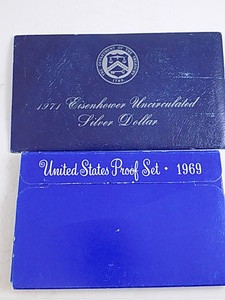 1971 Eisenhower Uncirculated
Silver Dollar
United States Proof Set · 1969